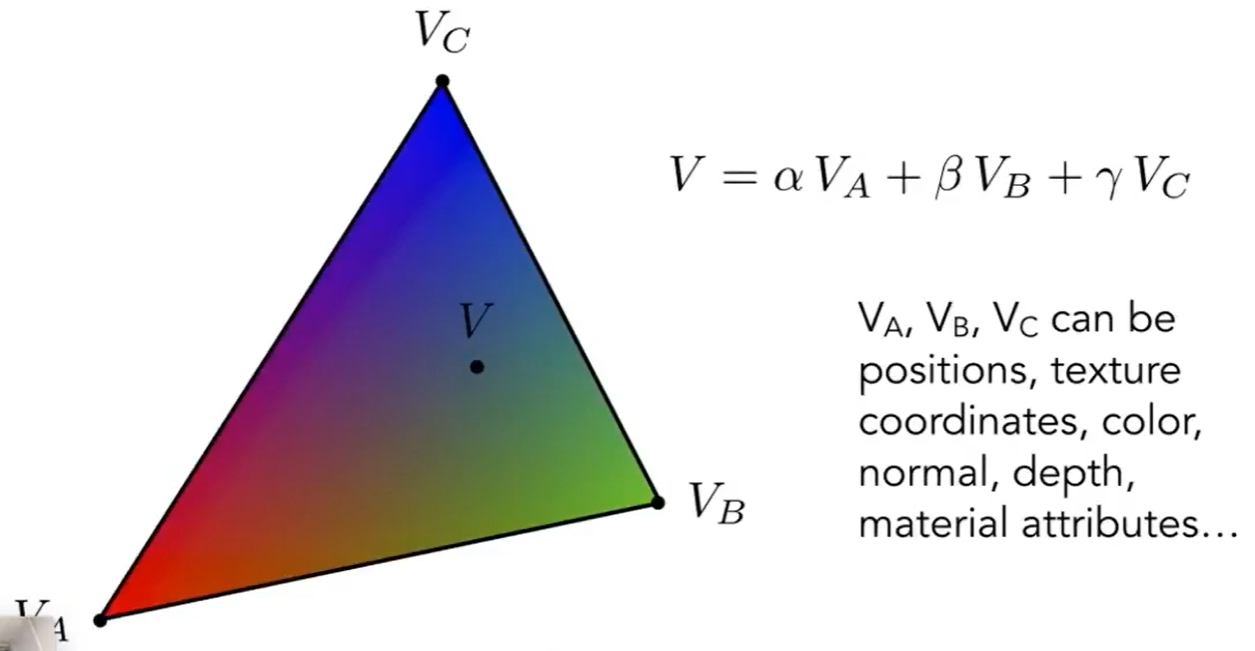 V_C
V = α V_A + β V_B + γ V_C
V_A, V_B, V_C can be
V
positions, texture
coordinates, color,
normal, depth,
V_B
material attributes…
V_A